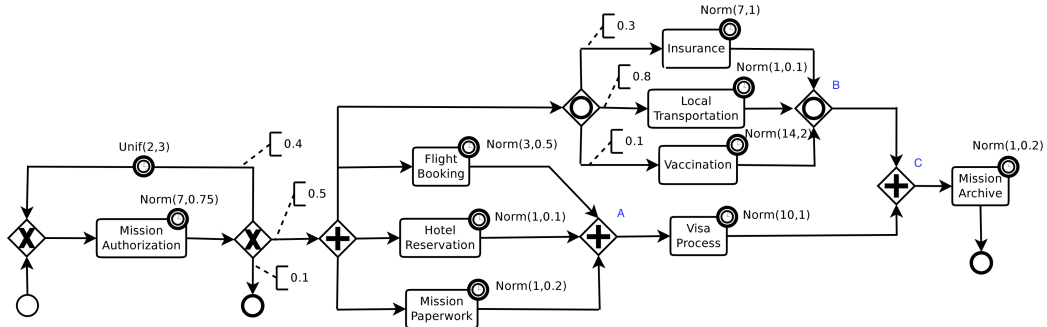 Norm(7,1)
0.3
Insurance
Norm(1,0.1)
0.8
B
Local
Transportation
Norm(14,2)
0.1
Vaccination
Unif(2,3)
0.4
Norm(3,0.5)
Flight
Booking
Norm(1,0.2)
C
Mission
Archive
Norm(7,0.75)
0.5
X
Mission
Authorization
X
Norm(1,0.1)
Hotel
Reservation
A
Norm(10,1)
Visa
Process
0.1
Norm(1,0.2)
Mission
Paperwork